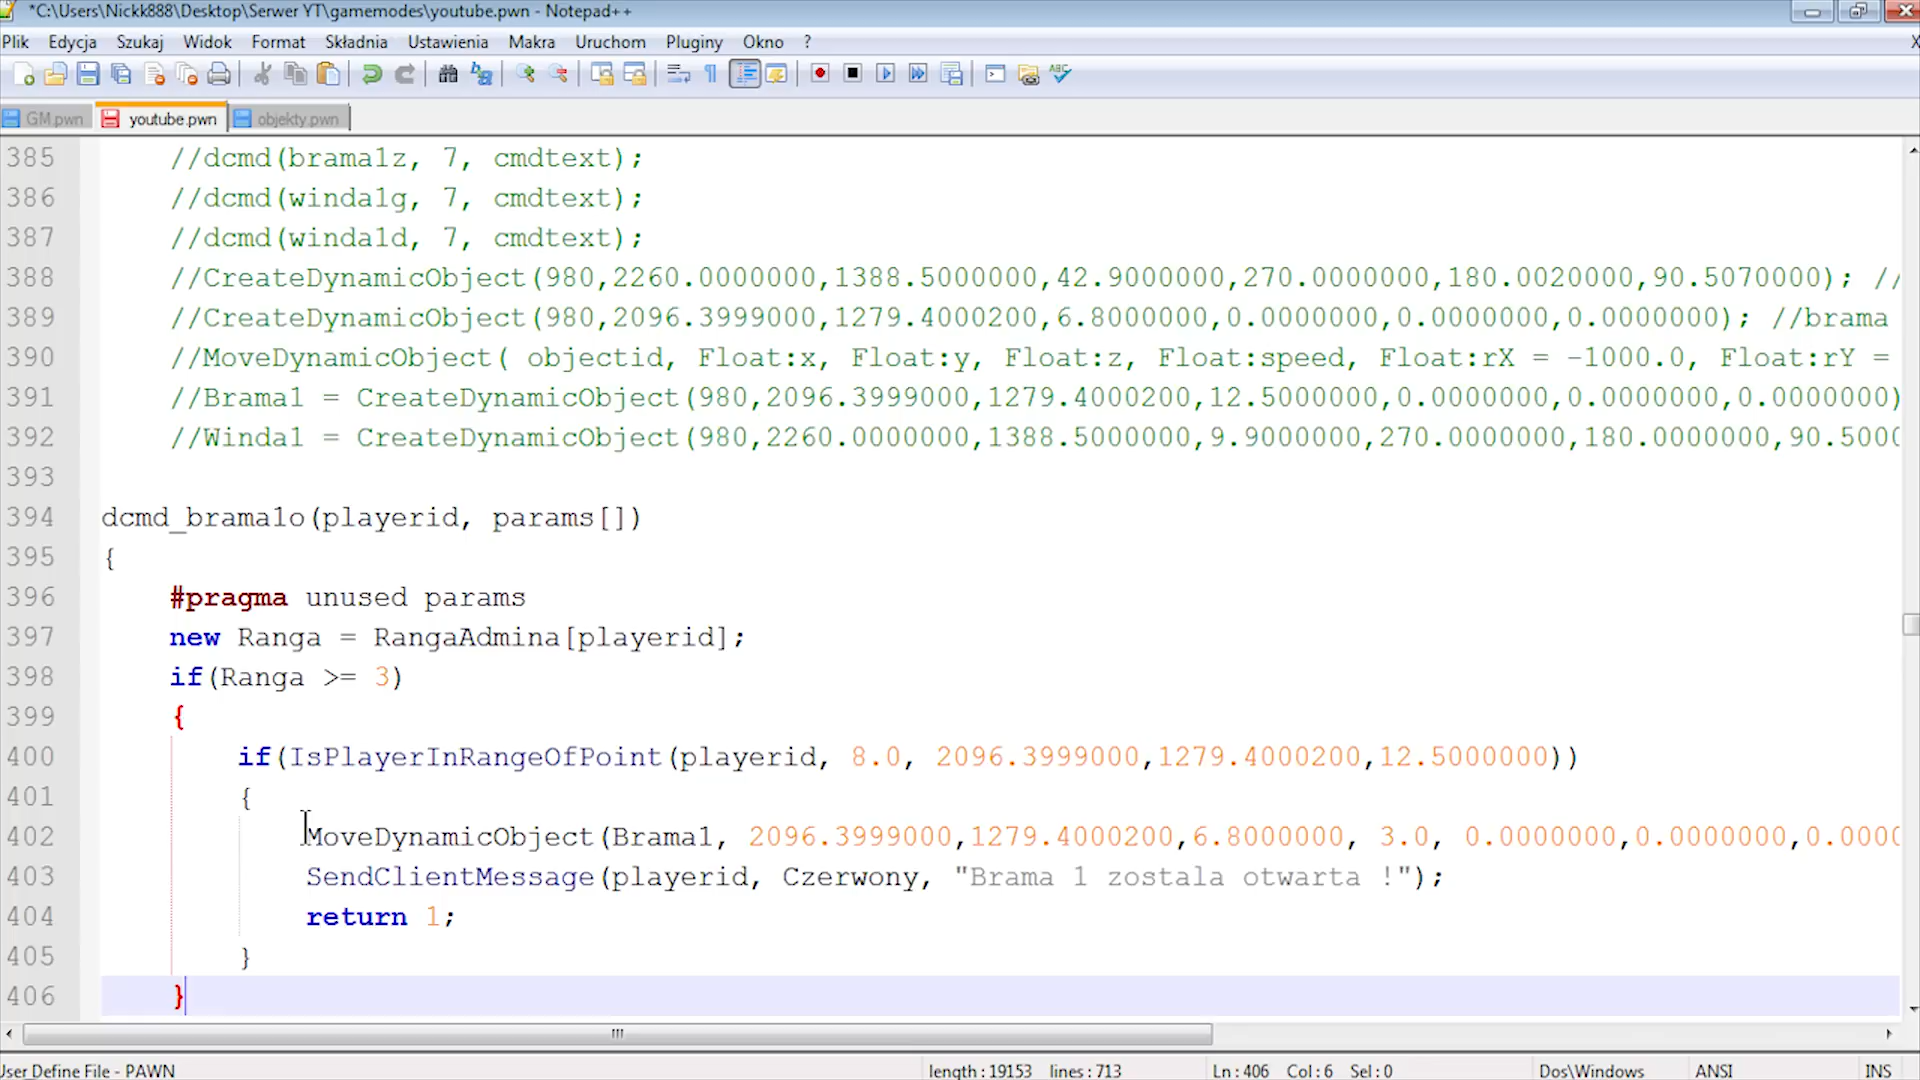 *C:\Users\Nickk888\Desktop\Serwer YT\gamemodes\youtube.pwn - Notepad++
Plik Edycja Szukaj Widok Format Składnia Ustawienia Makra Uruchom Pluginy Okno ? X
GM.pwn youtube.pwn objekty.pwn
385 //dcmd(brama1z, 7, cmdtext);
386 //dcmd(winda1g, 7, cmdtext);
387 //dcmd(winda1d, 7, cmdtext);
388 //CreateDynamicObject(980,2260.0000000,1388.5000000,42.9000000,270.0000000,180.0020000,90.5070000); //
389 //CreateDynamicObject(980,2096.3999000,1279.4000200,6.8000000,0.0000000,0.0000000,0.0000000); //brama
390 //MoveDynamicObject( objectid, Float:x, Float:y, Float:z, Float:speed, Float:rX = -1000.0, Float:rY =
391 //Brama1 = CreateDynamicObject(980,2096.3999000,1279.4000200,12.5000000,0.0000000,0.0000000,0.0000000)
392 //Winda1 = CreateDynamicObject(980,2260.0000000,1388.5000000,9.9000000,270.0000000,180.0000000,90.5000
393
394 dcmd_brama1o(playerid, params[])
395 {
396 #pragma unused params
397 new Ranga = RangaAdmina[playerid];
398 if(Ranga >= 3)
399 {
400 if(IsPlayerInRangeOfPoint(playerid, 8.0, 2096.3999000,1279.4000200,12.5000000))
401 {
402 MoveDynamicObject(Brama1, 2096.3999000,1279.4000200,6.8000000, 3.0, 0.0000000,0.0000000,0.0000
403 SendClientMessage(playerid, Czerwony, "Brama 1 zostala otwarta !");
404 return 1;
405 }
406 }
User Define File - PAWN length : 19153 lines : 713 Ln : 406 Col : 6 Sel : 0 Dos\Windows ANSI INS